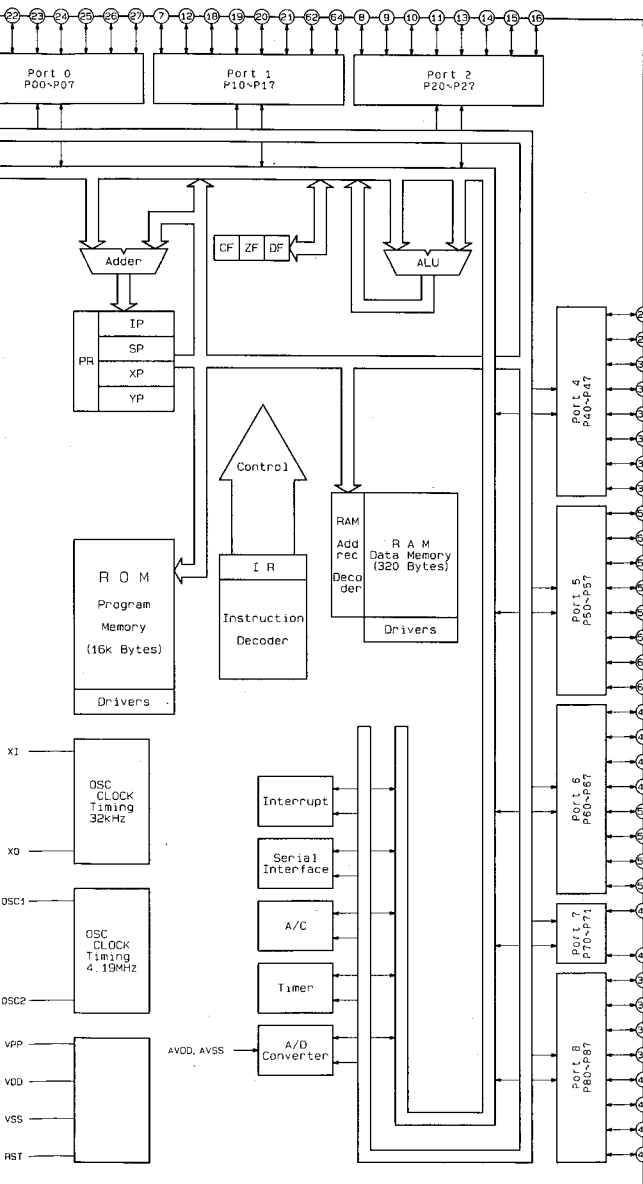 22 23 24 25 26 27 7 12 18 19 20 21 62 64 8 9 10 11 13 14 15 16
Port 0
P00~P07
Port 1
P10~P17
Port 2
P20~P27
Adder
CF ZF DF
ALU
PR
IP
SP
XP
YP
Port 4
P40~P47
Control
RAM
Add
rec
Deco
der
R A M
Data Memory
(320 Bytes)
Drivers
R O M
Program
Memory
(16k Bytes)
Drivers
I R
Instruction
Decoder
Port 5
P50~P57
XI
OSC
CLOCK
Timing
32kHz
XO
Interrupt
Serial
Interface
Port 6
P60~P67
OSC1
OSC
CLOCK
Timing
4.19MHz
OSC2
A/C
Timer
Port 7
P70~P71
VPP
VDD
VSS
RST
AVDD, AVSS
A/D
Converter
Port 8
P80~P87